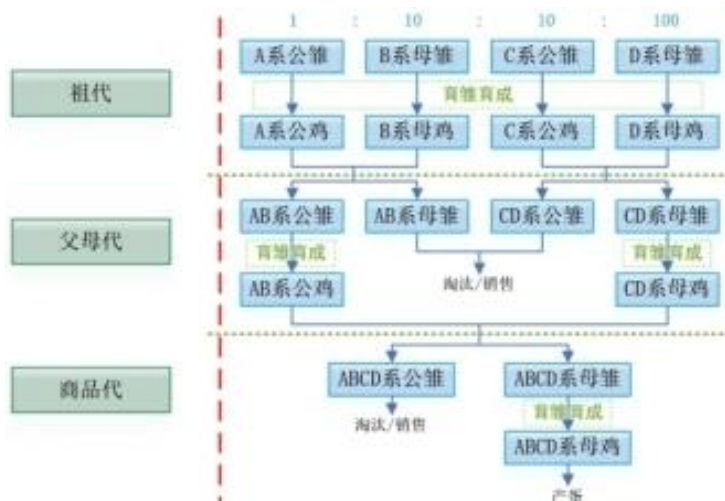 1 : 10 : 10 : 100
A系公雏 B系母雏 C系公雏 D系母雏
祖代
育雏育成
A系公鸡 B系母鸡 C系公鸡 D系母鸡
AB系公雏 AB系母雏 CD系公雏 CD系母雏
父母代
育雏育成 育雏育成
AB系公鸡 淘汰/销售 CD系母鸡
商品代
ABCD系公雏 ABCD系母雏
淘汰/销售 育雏育成
ABCD系母鸡
产蛋